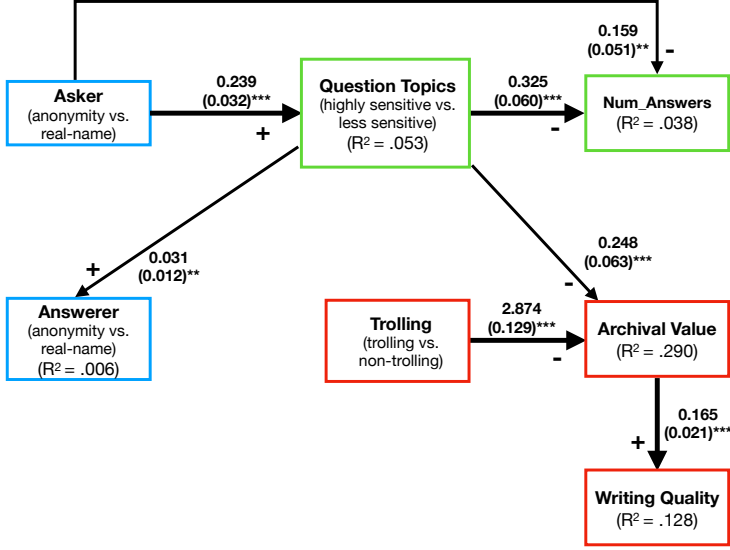 0.159
(0.051)**
-
Asker
(anonymity vs.
real-name)
0.239
(0.032)***
+
Question Topics
(highly sensitive vs.
less sensitive)
(R² = .053)
0.325
(0.060)***
-
Num_Answers
(R² = .038)
+
0.031
(0.012)**
0.248
(0.063)***
-
Answerer
(anonymity vs.
real-name)
(R² = .006)
Trolling
(trolling vs.
non-trolling)
2.874
(0.129)***
-
Archival Value
(R² = .290)
0.165
(0.021)***
+
Writing Quality
(R² = .128)